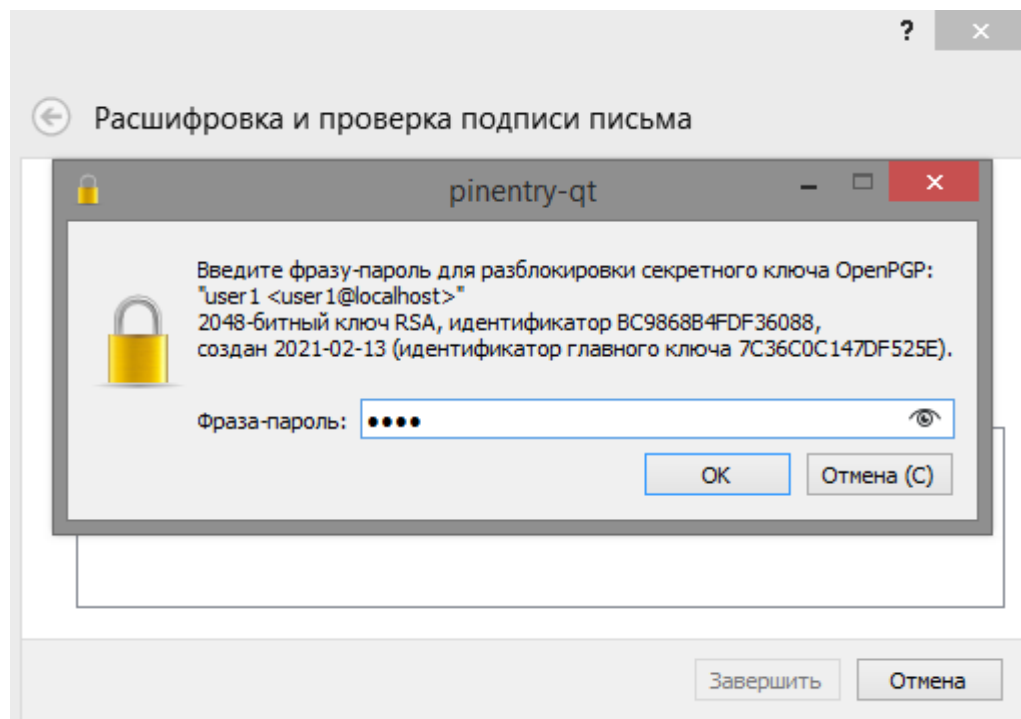 ?
Расшифровка и проверка подписи письма
pinentry-qt
Введите фразу-пароль для разблокировки секретного ключа OpenPGP:
"user1 <user1@localhost>"
2048-битный ключ RSA, идентификатор BC9868B4FDF36088,
создан 2021-02-13 (идентификатор главного ключа 7C36C0C147DF525E).
Фраза-пароль: ●●●●
OK Отмена (C)
Завершить Отмена